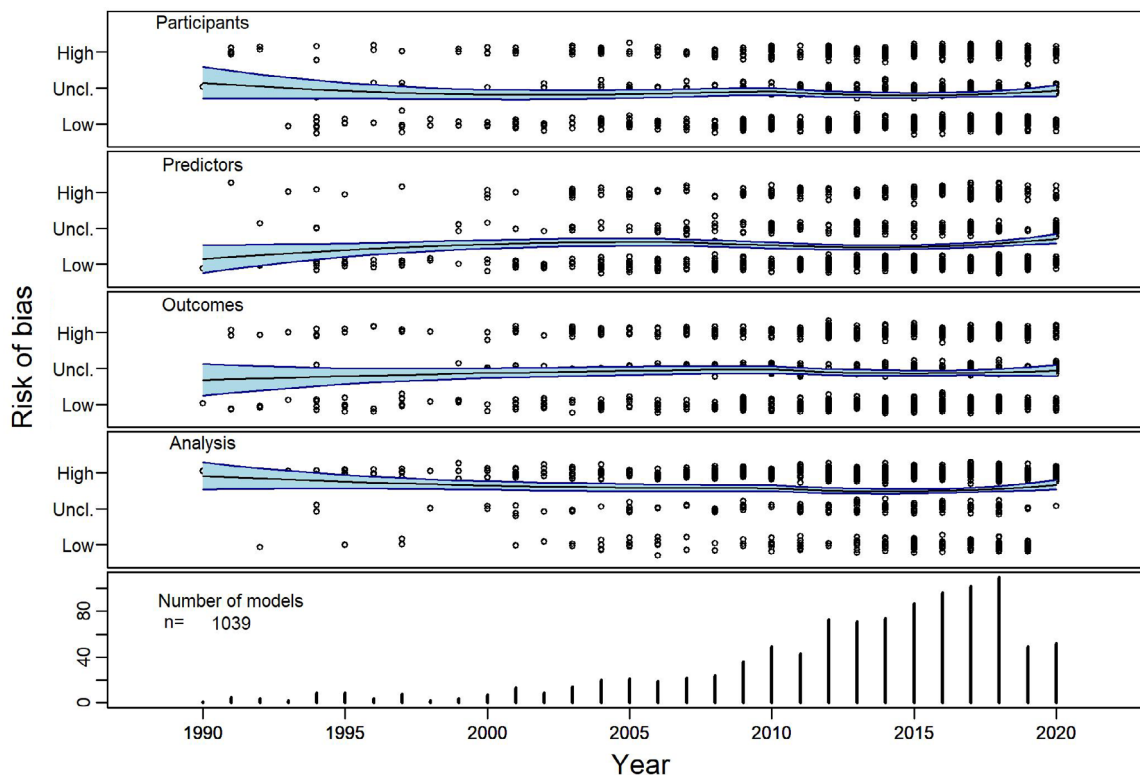 Participants
High
Uncl.
Low
Predictors
High
Uncl.
Low
Outcomes
High
Uncl.
Low
Analysis
High
Uncl.
Low
Risk of bias
Number of models
n= 1039
80
40
0
1990 1995 2000 2005 2010 2015 2020
Year